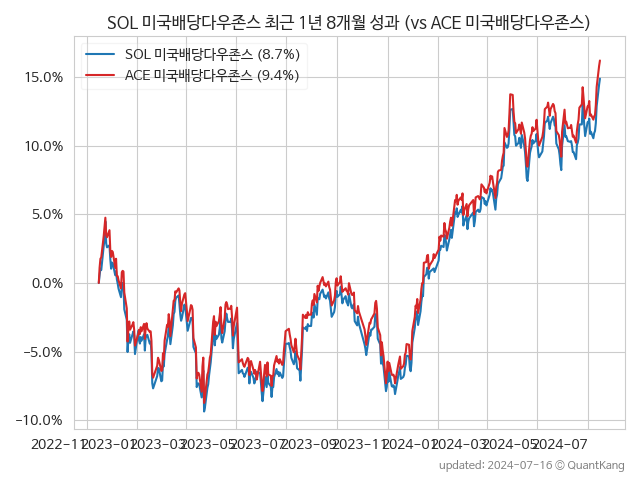 SOL 미국배당다우존스 최근 1년 8개월 성과 (vs ACE 미국배당다우존스)
SOL 미국배당다우존스 (8.7%)
ACE 미국배당다우존스 (9.4%)
15.0%
10.0%
5.0%
0.0%
−5.0%
−10.0%
2022-11 2023-01 2023-03 2023-05 2023-07 2023-09 2023-11 2024-01 2024-03 2024-05 2024-07
updated: 2024-07-16 © QuantKang